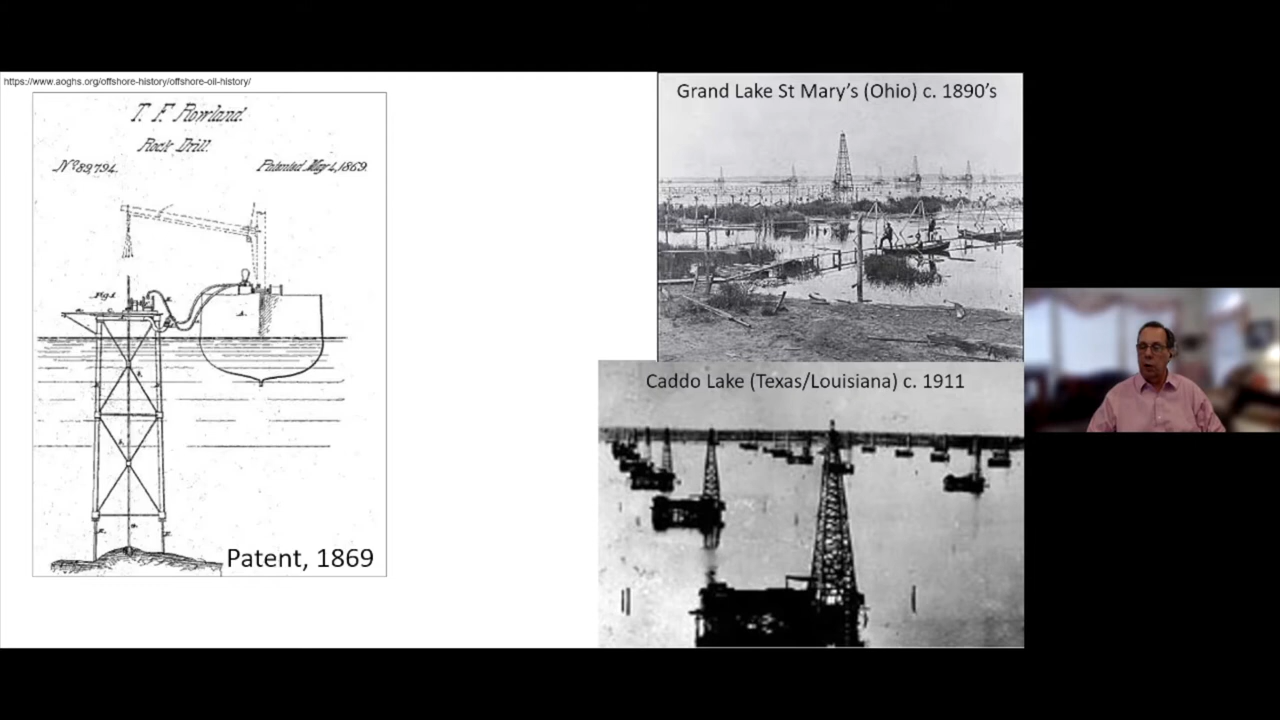 https://www.aoghs.org/offshore-history/offshore-oil-history/
T. F. Rowland.
Rock Drill.
No 89,794.
Patented May 4, 1869.
Fig. 1
Patent, 1869
Grand Lake St Mary’s (Ohio) c. 1890’s
Caddo Lake (Texas/Louisiana) c. 1911